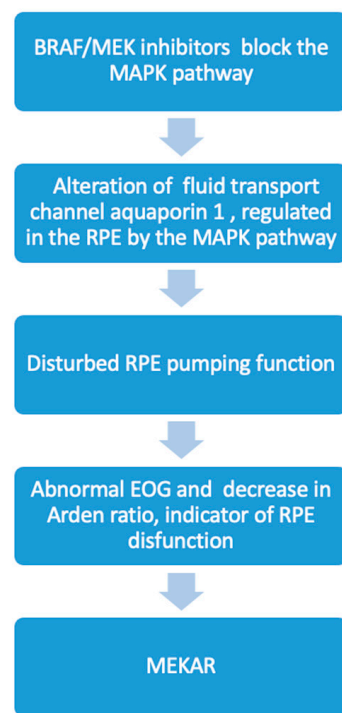 BRAF/MEK inhibitors block the
MAPK pathway
Alteration of fluid transport
channel aquaporin 1 , regulated
in the RPE by the MAPK pathway
Disturbed RPE pumping function
Abnormal EOG and decrease in
Arden ratio, indicator of RPE
disfunction
MEKAR